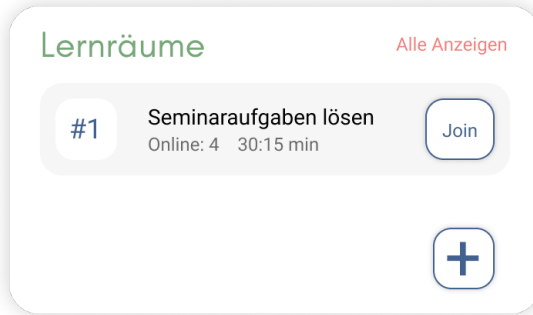 Lernräume
Alle Anzeigen
#1
Seminaraufgaben lösen
Online: 4 30:15 min
Join
+